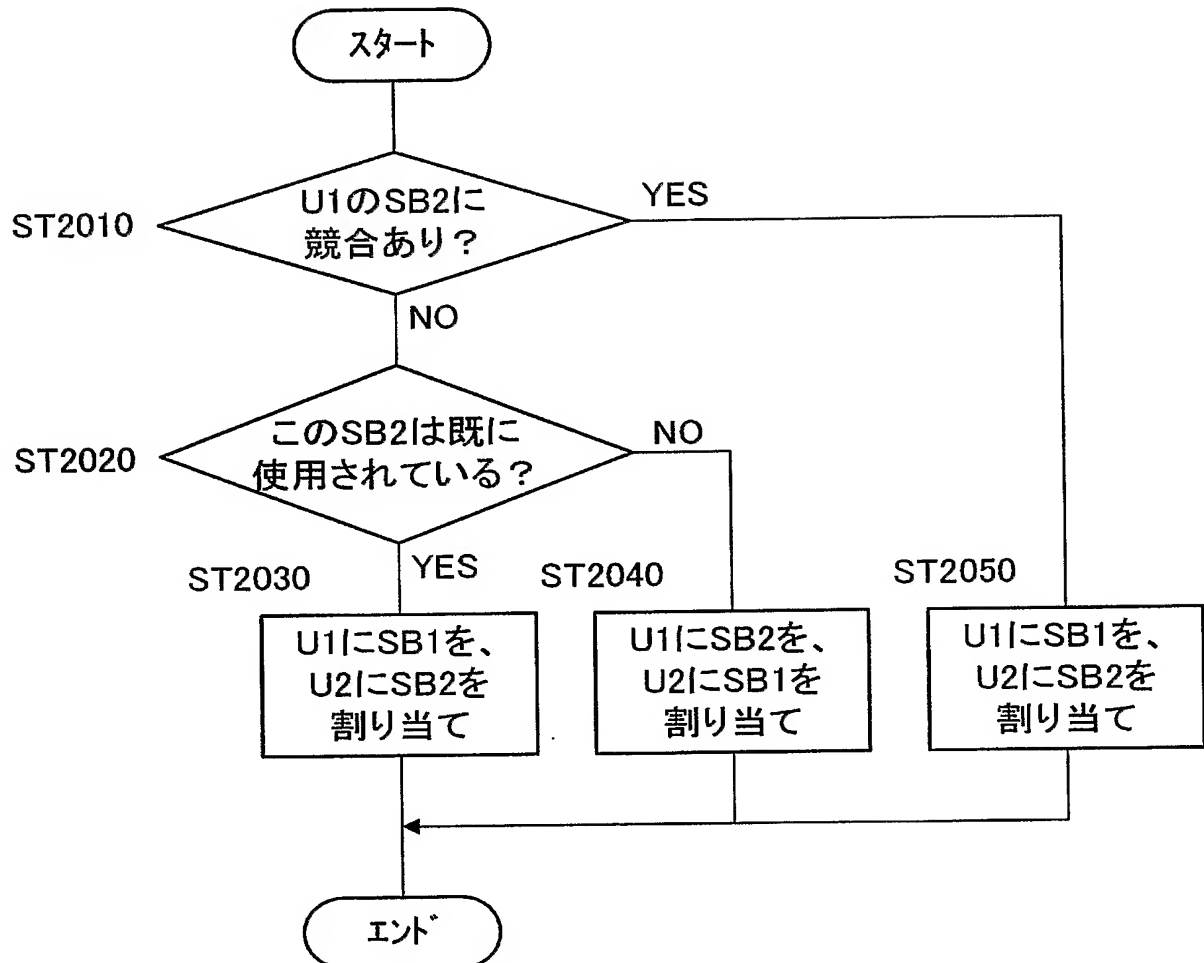 スタート
ST2010
U1のSB2に
競合あり？
YES
NO
ST2020
このSB2は既に
使用されている？
NO
YES
ST2030
U1にSB1を、
U2にSB2を
割り当て
ST2040
U1にSB2を、
U2にSB1を
割り当て
ST2050
U1にSB1を、
U2にSB2を
割り当て
エンド